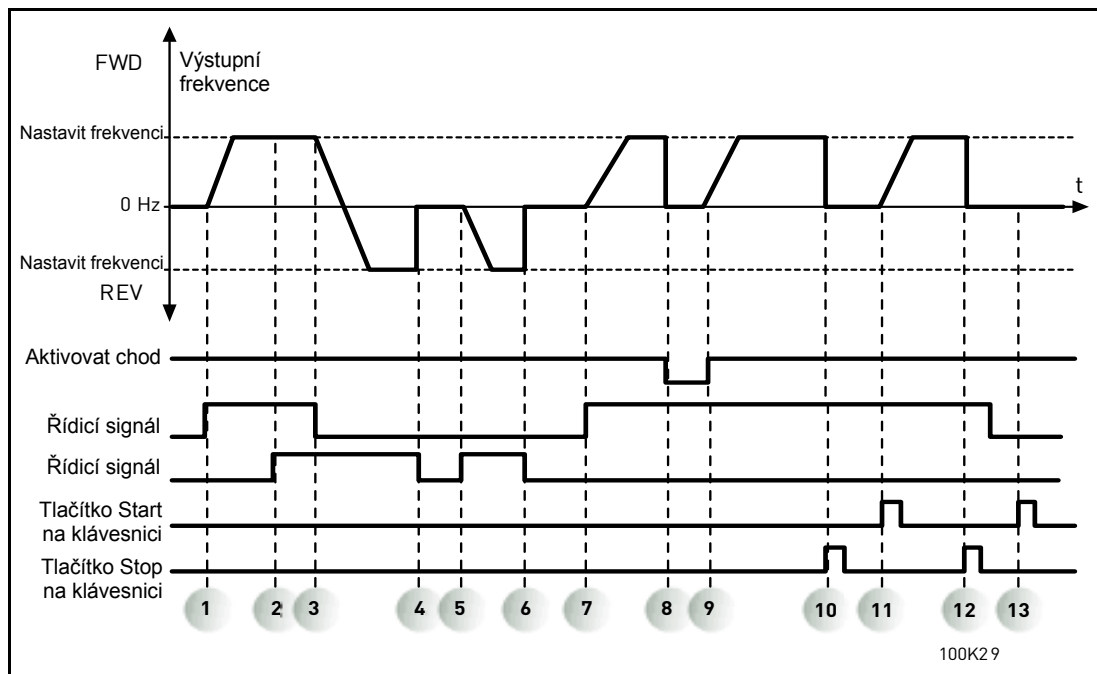 FWD
Výstupní
frekvence
Nastavit frekvenci
t
0 Hz
Nastavit frekvenci
REV
Aktivovat chod
Řídicí signál
Řídicí signál
Tlačítko Start
na klávesnici
Tlačítko Stop
na klávesnici
1 2 3 4 5 6 7 8 9 10 11 12 13
100K29